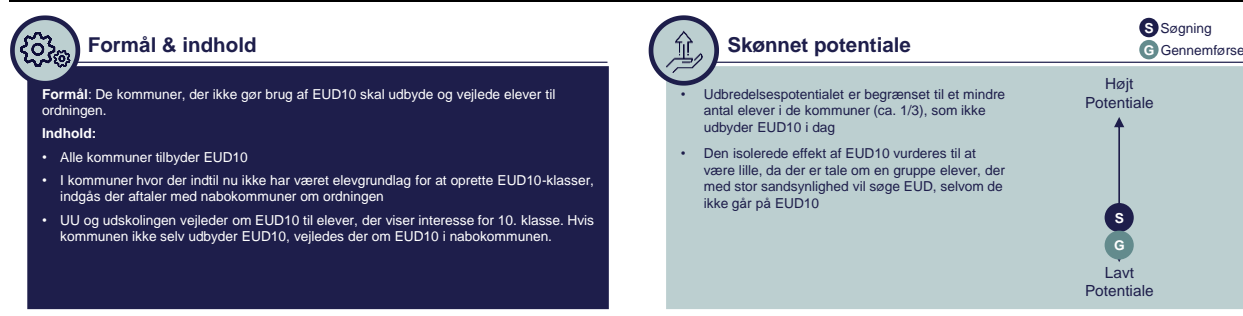 Formål & indhold
Formål: De kommuner, der ikke gør brug af EUD10 skal udbyde og vejlede elever til
ordningen.
Indhold:
• Alle kommuner tilbyder EUD10
• I kommuner hvor der indtil nu ikke har været elevgrundlag for at oprette EUD10-klasser,
indgås der aftaler med nabokommuner om ordningen
• UU og udskolingen vejleder om EUD10 til elever, der viser interesse for 10. klasse. Hvis
kommunen ikke selv udbyder EUD10, vejledes der om EUD10 i nabokommunen.
Skønnet potentiale
S Søgning
G Gennemførse
• Udbredelsespotentialet er begrænset til et mindre
antal elever i de kommuner (ca. 1/3), som ikke
udbyder EUD10 i dag
• Den isolerede effekt af EUD10 vurderes til at
være lille, da der er tale om en gruppe elever, der
med stor sandsynlighed vil søge EUD, selvom de
ikke går på EUD10
Højt
Potentiale
S
G
Lavt
Potentiale